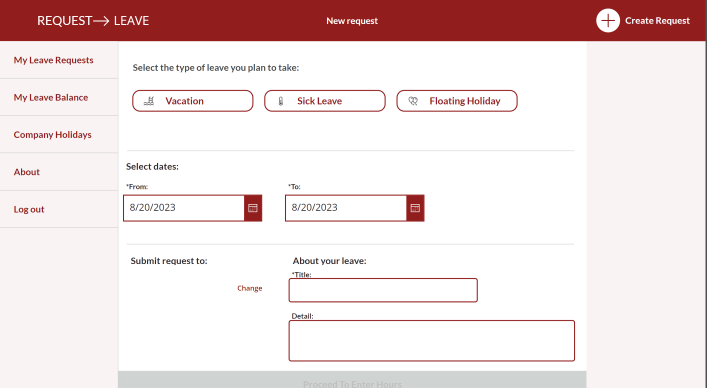 REQUEST→ LEAVE
New request
Create Request
My Leave Requests
My Leave Balance
Company Holidays
About
Log out
Select the type of leave you plan to take:
Vacation
Sick Leave
Floating Holiday
Select dates:
*From:
*To:
8/20/2023
8/20/2023
Submit request to:
About your leave:
*Title:
Change
Detail:
Proceed To Enter Hours